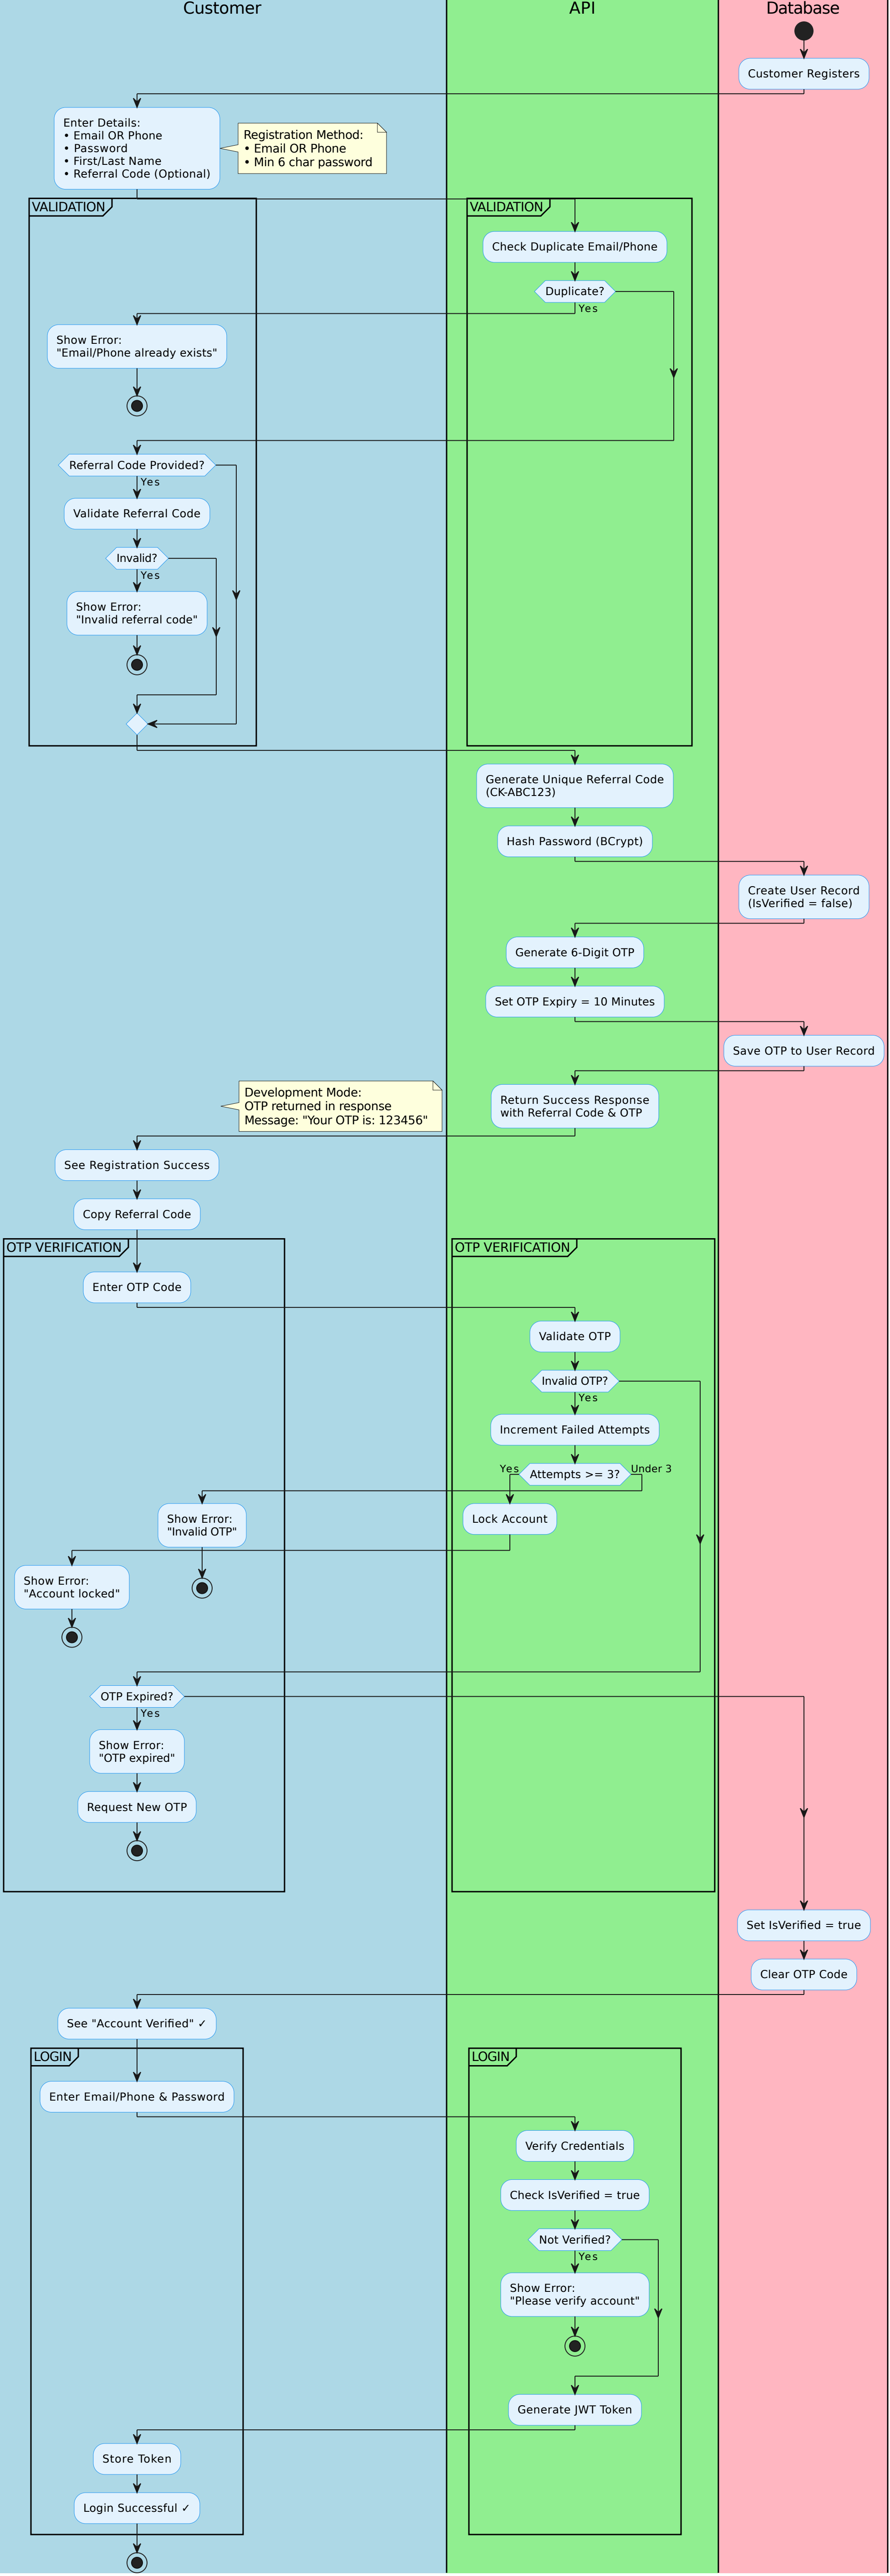 Customer
API
Database
Customer Registers
Enter Details:
• Email OR Phone
• Password
• First/Last Name
• Referral Code (Optional)
Registration Method:
• Email OR Phone
• Min 6 char password
VALIDATION
VALIDATION
Check Duplicate Email/Phone
Duplicate?
Yes
Show Error:
"Email/Phone already exists"
Referral Code Provided?
Yes
Validate Referral Code
Invalid?
Yes
Show Error:
"Invalid referral code"
Generate Unique Referral Code
(CK-ABC123)
Hash Password (BCrypt)
Create User Record
(IsVerified = false)
Generate 6-Digit OTP
Set OTP Expiry = 10 Minutes
Save OTP to User Record
Development Mode:
OTP returned in response
Message: "Your OTP is: 123456"
Return Success Response
with Referral Code & OTP
See Registration Success
Copy Referral Code
OTP VERIFICATION
OTP VERIFICATION
Enter OTP Code
Validate OTP
Invalid OTP?
Yes
Increment Failed Attempts
Yes
Attempts >= 3?
Under 3
Show Error:
"Invalid OTP"
Lock Account
Show Error:
"Account locked"
OTP Expired?
Yes
Show Error:
"OTP expired"
Request New OTP
Set IsVerified = true
Clear OTP Code
See "Account Verified" ✓
LOGIN
LOGIN
Enter Email/Phone & Password
Verify Credentials
Check IsVerified = true
Not Verified?
Yes
Show Error:
"Please verify account"
Generate JWT Token
Store Token
Login Successful ✓